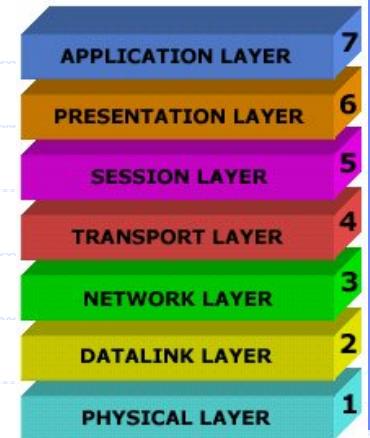 APPLICATION LAYER 7
PRESENTATION LAYER 6
SESSION LAYER 5
TRANSPORT LAYER 4
NETWORK LAYER 3
DATALINK LAYER 2
PHYSICAL LAYER 1